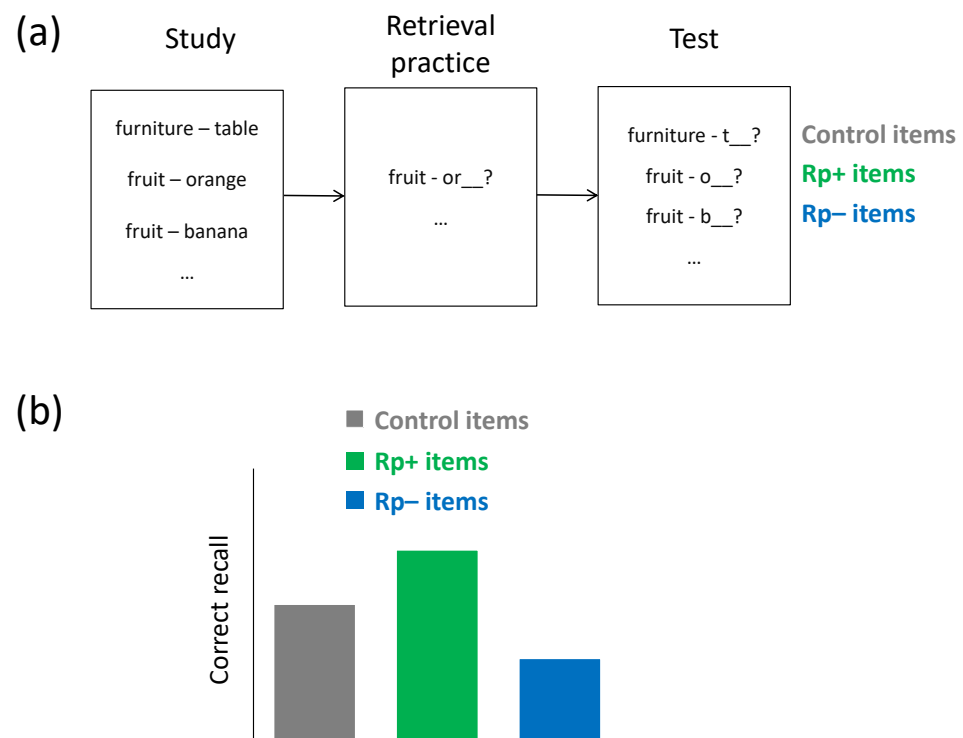 (a)
Study
Retrieval
practice
Test
furniture – table
fruit – orange
fruit – banana
...
fruit - or__?
...
furniture - t__?
fruit - o__?
fruit - b__?
...
Control items
Rp+ items
Rp– items
(b)
Control items
Rp+ items
Rp– items
Correct recall